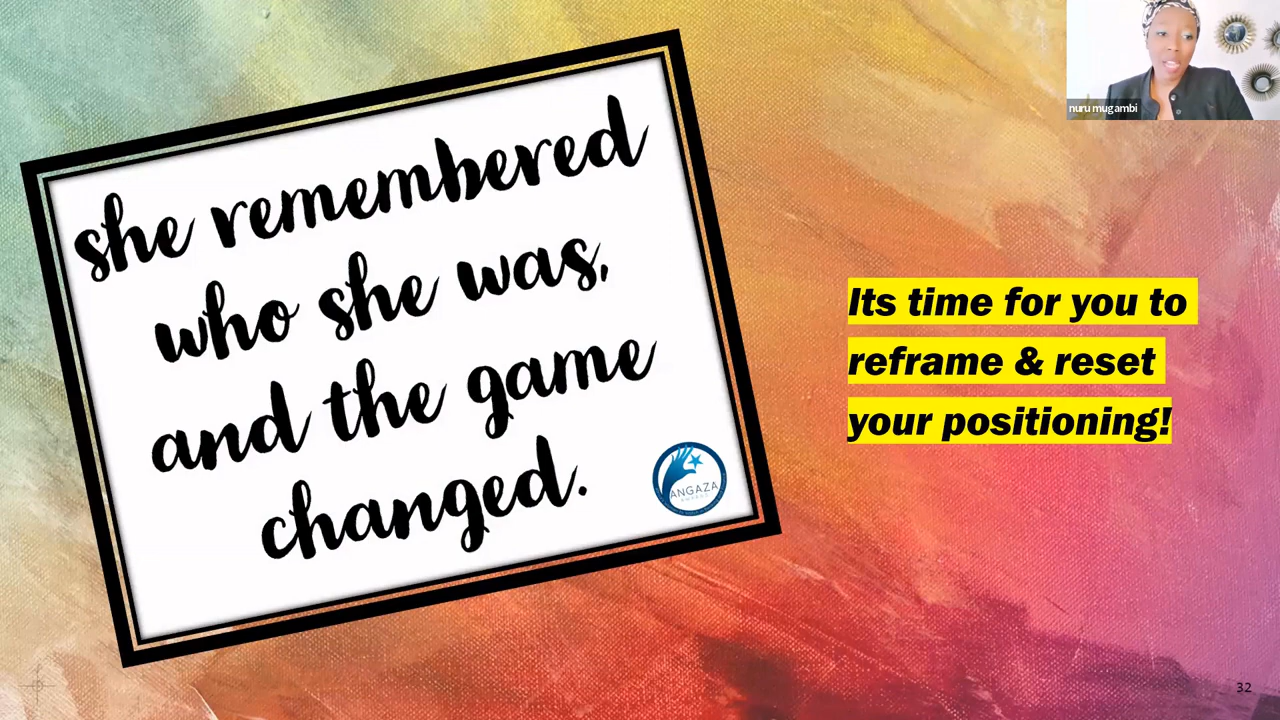 she remembered
who she was,
and the game
changed.
ANGAZA
AWARDS
Its time for you to
reframe & reset
your positioning!
nuru mugambi
32